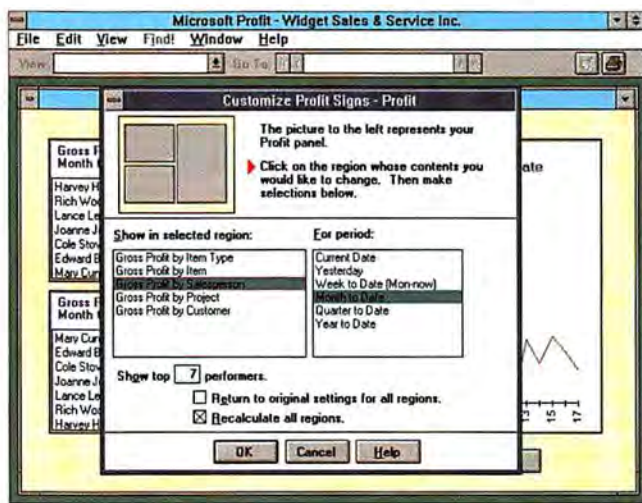 Microsoft Profit - Widget Sales & Service Inc.
File Edit View Find! Window Help
View: Go To:
Customize Profit Signs - Profit
The picture to the left represents your
Profit panel.
Click on the region whose contents you
would like to change. Then make
selections below.
Show in selected region:
Gross Profit by Item Type
Gross Profit by Item
Gross Profit by Salesperson
Gross Profit by Project
Gross Profit by Customer
For period:
Current Date
Yesterday
Week to Date (Mon-now)
Month to Date
Quarter to Date
Year to Date
Show top 7 performers.
Return to original settings for all regions.
Recalculate all regions.
OK Cancel Help
Gross
Month
Harvey H
Rich Woo
Lance Le
Joanne J
Cole Stov
Edward B
Mary Cur
Gross
Month
Mary Cur
Edward B
Cole Stov
Joanne J
Lance Le
Rich Woo
Harvey H
ate
13 15 17